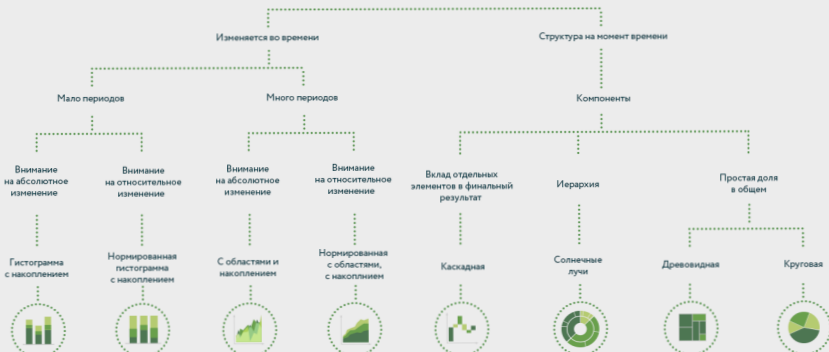 Изменяется во времени
Структура на момент времени
Мало периодов
Много периодов
Компоненты
Внимание
на абсолютное
изменение
Внимание
на относительное
изменение
Внимание
на абсолютное
изменение
Внимание
на относительное
изменение
Вклад отдельных
элементов в финальный
результат
Иерархия
Простая доля
в общем
Гистограмма
с накоплением
Нормированная
гистограмма
с накоплением
С областями и
накоплением
Нормированная
с областями,
с накоплнием
Каскадная
Солнечные
лучи
Древовидная
Круговая